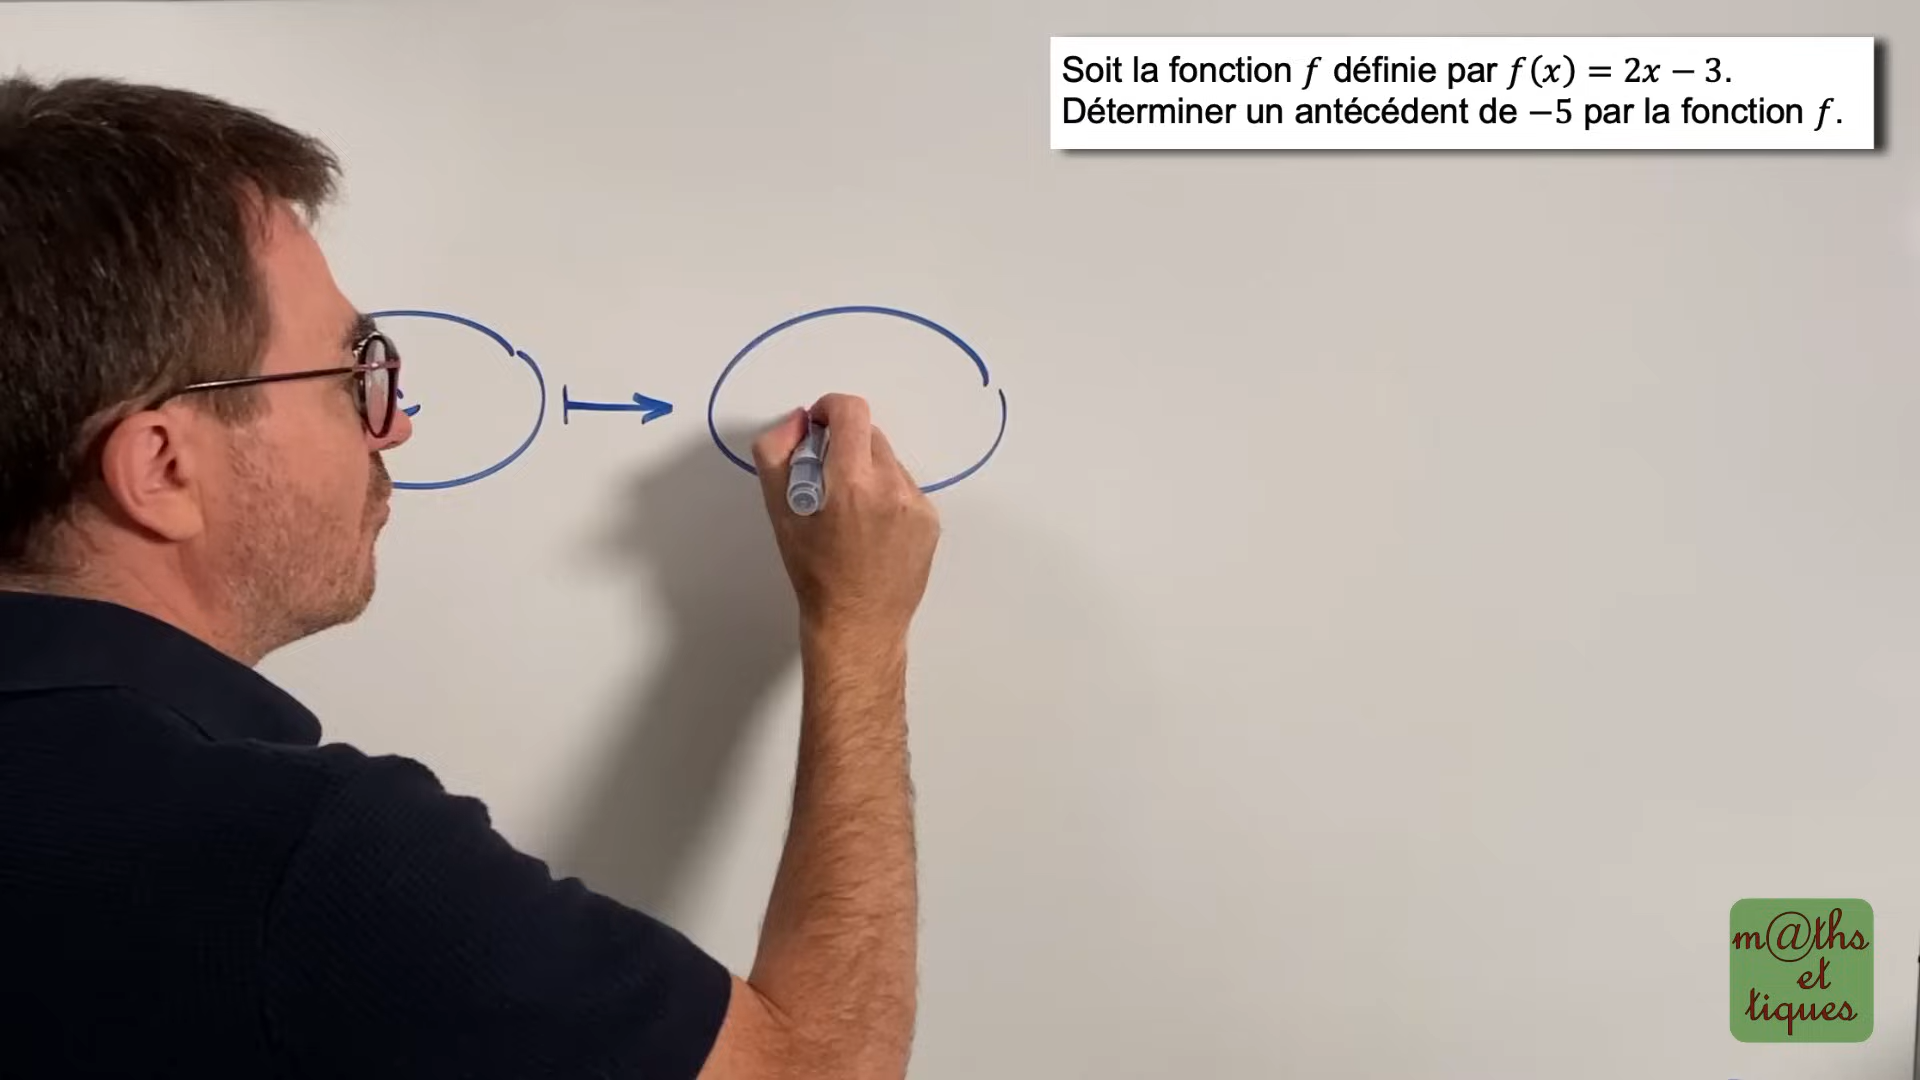 Soit la fonction f définie par f(x) = 2x − 3.
Déterminer un antécédent de −5 par la fonction f.
m@ths
et
tiques